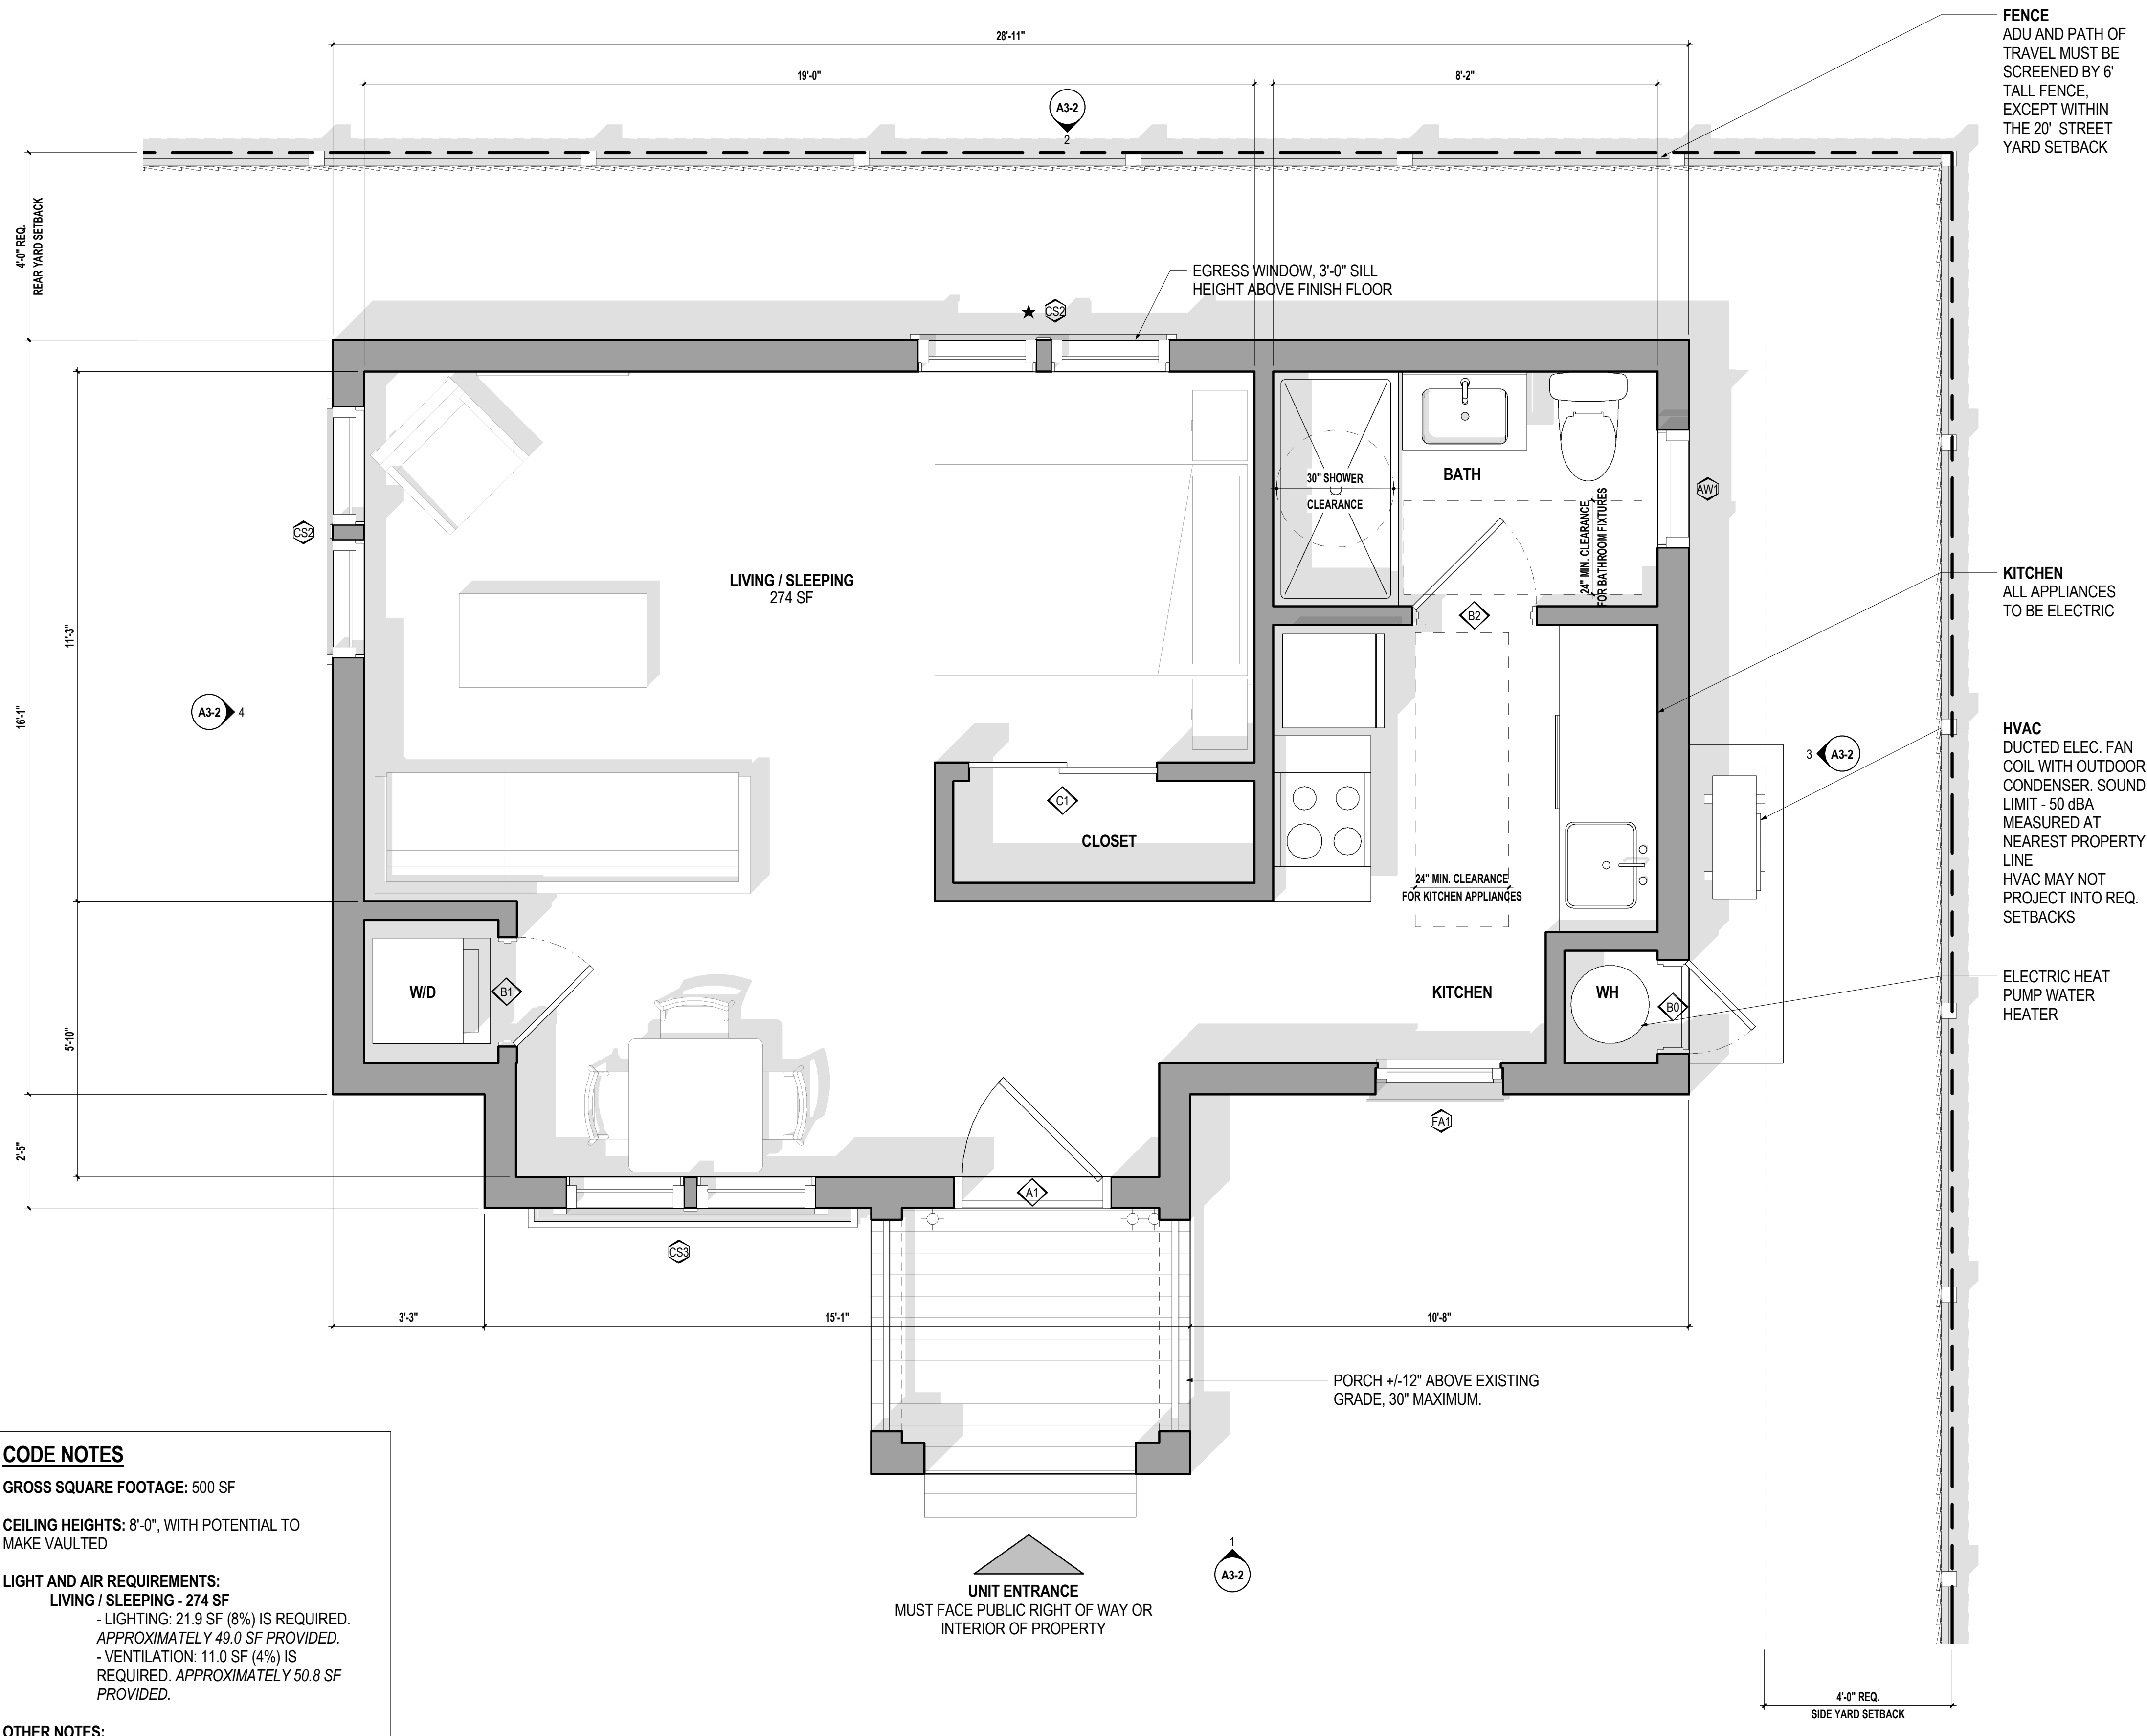 28'-11"
19'-0"
8'-2"
A3-2
2
FENCE
ADU AND PATH OF
TRAVEL MUST BE
SCREENED BY 6'
TALL FENCE,
EXCEPT WITHIN
THE 20' STREET
YARD SETBACK
4'-0" REQ.
REAR YARD SETBACK
EGRESS WINDOW, 3'-0" SILL
HEIGHT ABOVE FINISH FLOOR
★ CS2
CS2
LIVING / SLEEPING
274 SF
30" SHOWER
CLEARANCE
BATH
24" MIN. CLEARANCE
FOR BATHROOM FIXTURES
AW1
B2
KITCHEN
ALL APPLIANCES
TO BE ELECTRIC
11'-3"
16'-1"
A3-2 4
3 A3-2
HVAC
DUCTED ELEC. FAN
COIL WITH OUTDOOR
CONDENSER. SOUND
LIMIT - 50 dBA
MEASURED AT
NEAREST PROPERTY
LINE
HVAC MAY NOT
PROJECT INTO REQ.
SETBACKS
C1
CLOSET
24" MIN. CLEARANCE
FOR KITCHEN APPLIANCES
W/D
B1
KITCHEN
WH
B0
ELECTRIC HEAT
PUMP WATER
HEATER
5'-10"
2'-5"
FA1
A1
CS3
3'-3"
15'-1"
10'-8"
PORCH +/-12" ABOVE EXISTING
GRADE, 30" MAXIMUM.
UNIT ENTRANCE
MUST FACE PUBLIC RIGHT OF WAY OR
INTERIOR OF PROPERTY
1
A3-2
4'-0" REQ.
SIDE YARD SETBACK
CODE NOTES
GROSS SQUARE FOOTAGE: 500 SF
CEILING HEIGHTS: 8'-0", WITH POTENTIAL TO
MAKE VAULTED
LIGHT AND AIR REQUIREMENTS:
LIVING / SLEEPING - 274 SF
- LIGHTING: 21.9 SF (8%) IS REQUIRED.
APPROXIMATELY 49.0 SF PROVIDED.
- VENTILATION: 11.0 SF (4%) IS
REQUIRED. APPROXIMATELY 50.8 SF
PROVIDED.
OTHER NOTES: